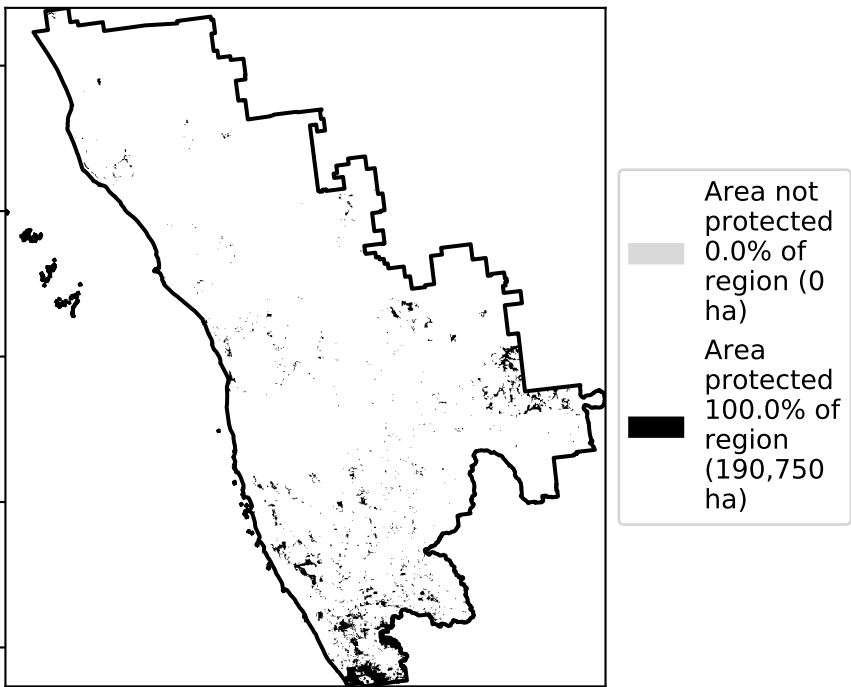 Area not
protected
0.0% of
region (0
ha)
Area
protected
100.0% of
region
(190,750
ha)